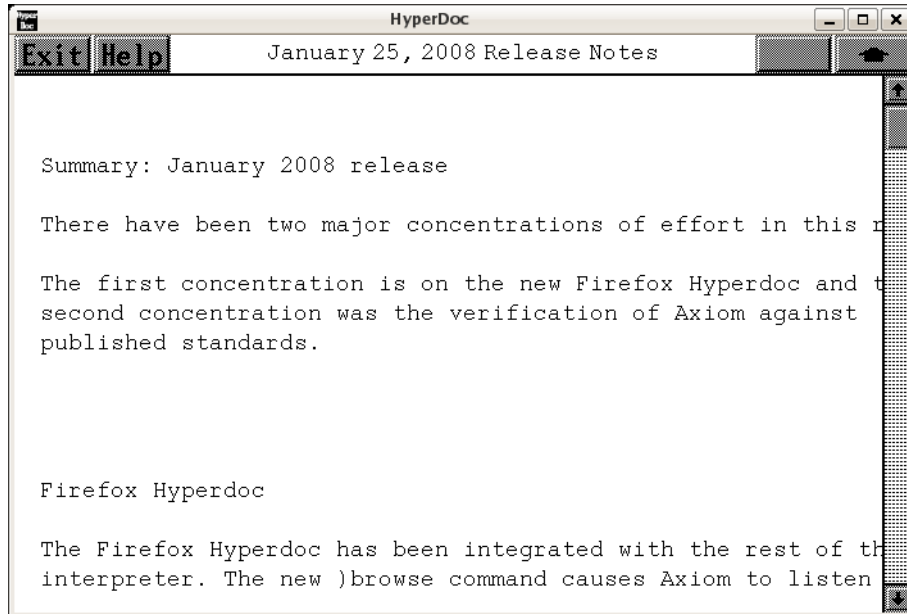 Hyper
Doc
HyperDoc
Exit Help January 25, 2008 Release Notes
Summary: January 2008 release
There have been two major concentrations of effort in this
The first concentration is on the new Firefox Hyperdoc and
second concentration was the verification of Axiom against
published standards.
Firefox Hyperdoc
The Firefox Hyperdoc has been integrated with the rest of
interpreter. The new )browse command causes Axiom to listen